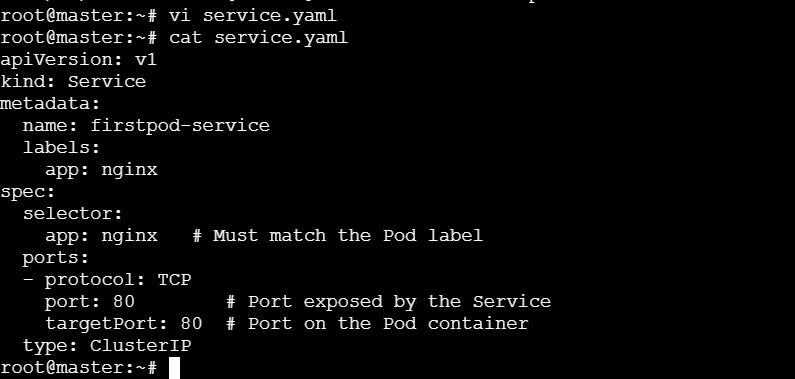 root@master:~# vi service.yaml
root@master:~# cat service.yaml
apiVersion: v1
kind: Service
metadata:
  name: firstpod-service
  labels:
    app: nginx
spec:
  selector:
    app: nginx   # Must match the Pod label
  ports:
  - protocol: TCP
    port: 80        # Port exposed by the Service
    targetPort: 80  # Port on the Pod container
  type: ClusterIP
root@master:~#